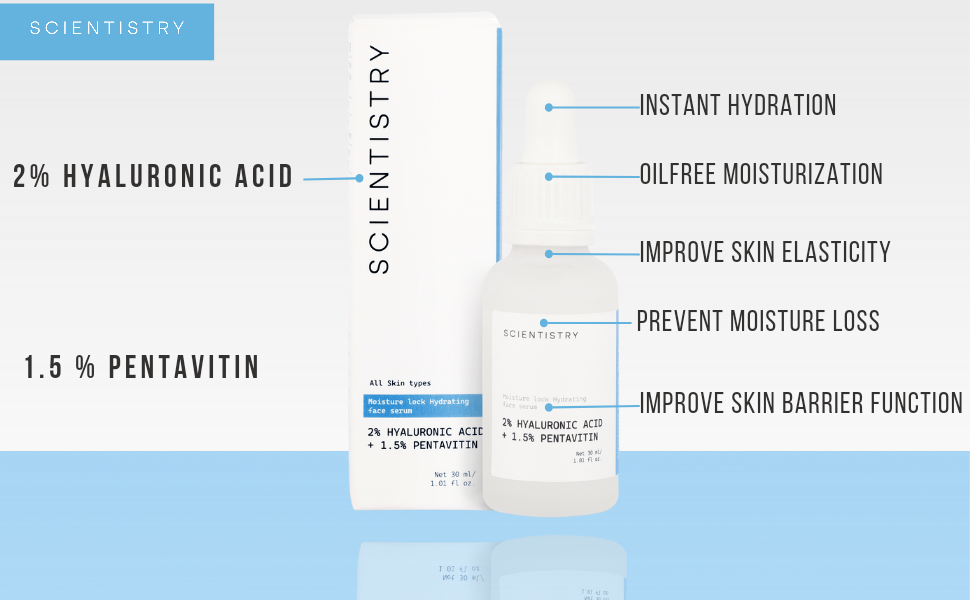 SCIENTISTRY
2% HYALURONIC ACID
1.5 % PENTAVITIN
SCIENTISTRY
All Skin types
Moisture lock Hydrating
face serum
2% HYALURONIC ACID
+ 1.5% PENTAVITIN
Net 30 ml/
1.01 fl oz
SCIENTISTRY
Moisture lock Hydrating
face serum
2% HYALURONIC ACID
+ 1.5% PENTAVITIN
Net 30 ml/
1.01 fl oz
INSTANT HYDRATION
OILFREE MOISTURIZATION
IMPROVE SKIN ELASTICITY
PREVENT MOISTURE LOSS
IMPROVE SKIN BARRIER FUNCTION